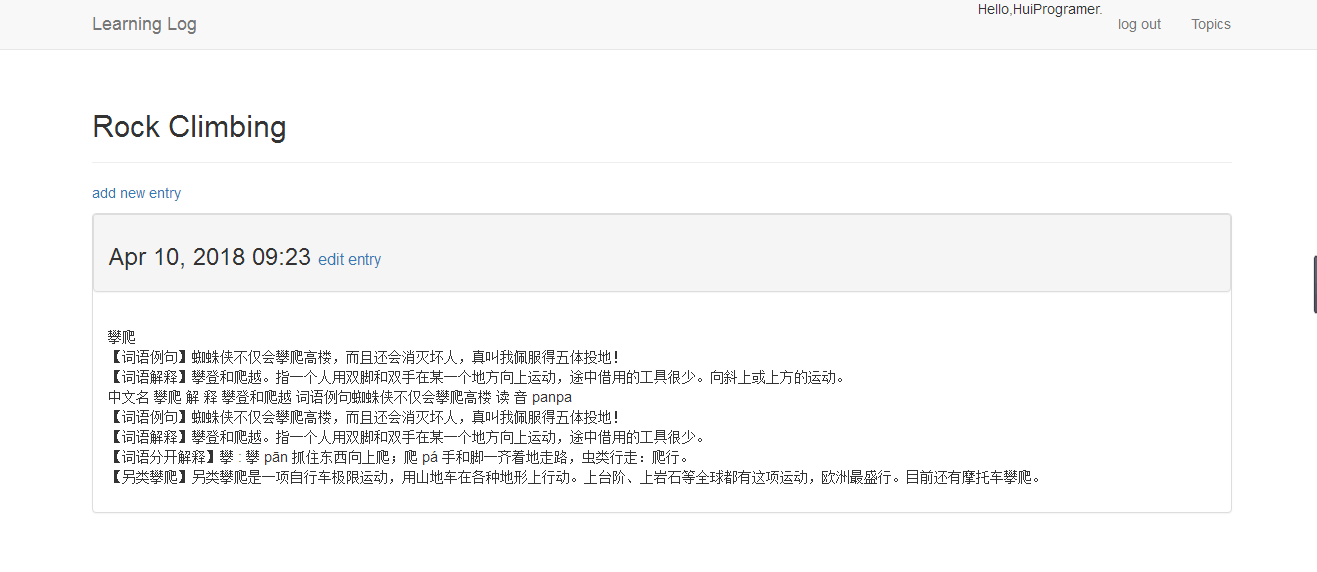 Learning Log
Hello,HuiProgramer.
log out
Topics
Rock Climbing
add new entry
Apr 10, 2018 09:23 edit entry
攀爬
【词语例句】蜘蛛侠不仅会攀爬高楼，而且还会消灭坏人，真叫我佩服得五体投地！
【词语解释】攀登和爬越。指一个人用双脚和双手在某一个地方向上运动，途中借用的工具很少。向斜上或上方的运动。
中文名 攀爬 解 释 攀登和爬越 词语例句蜘蛛侠不仅会攀爬高楼 读 音 panpa
【词语例句】蜘蛛侠不仅会攀爬高楼，而且还会消灭坏人，真叫我佩服得五体投地！
【词语解释】攀登和爬越。指一个人用双脚和双手在某一个地方向上运动，途中借用的工具很少。
【词语分开解释】攀 : 攀 pān 抓住东西向上爬；爬 pá 手和脚一齐着地走路，虫类行走：爬行。
【另类攀爬】另类攀爬是一项自行车极限运动，用山地车在各种地形上行动。上台阶、上岩石等全球都有这项运动，欧洲最盛行。目前还有摩托车攀爬。